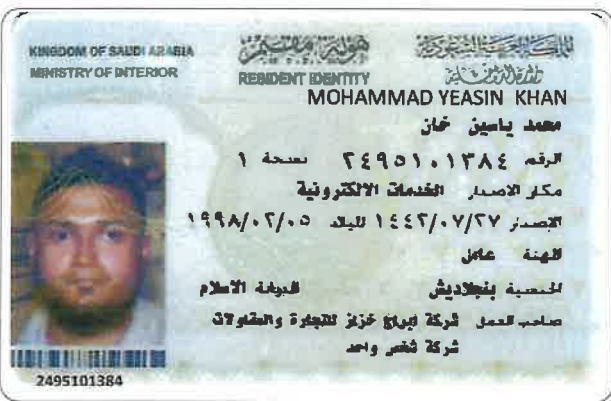 KINGDOM OF SAUDI ARABIA
MINISTRY OF INTERIOR
هوية مقيم
RESIDENT IDENTITY
المملكة العربية السعودية
وزارة الداخلية
MOHAMMAD YEASIN KHAN
محمد ياسين خان
الرقم ٢٤٩٥١٠١٣٨٤ نسخة ١
مكان الاصدار الخدمات الالكترونية
الإصدار ١٤٤٢/٠٧/٢٧ الميلاد ١٩٩٨/٠٢/٠٥
المهنة عامل
الجنسية بنجلاديش الديانة الاسلام
صاحب العمل شركة ابراج خزيز للتجارة والمقاولات
شركة شخص واحد
2495101384